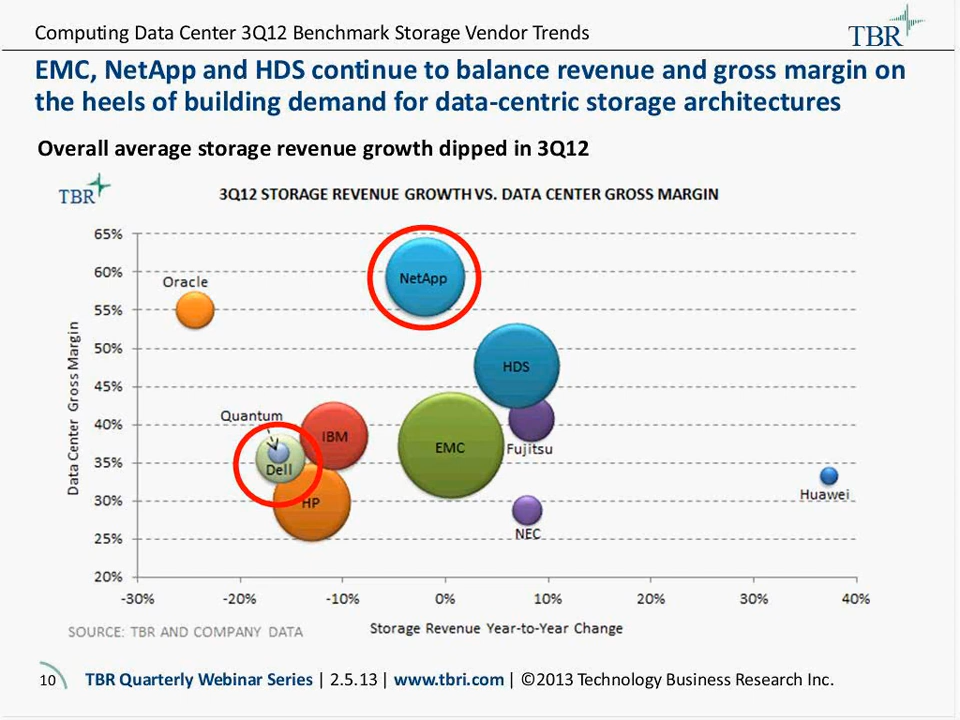 Computing Data Center 3Q12 Benchmark Storage Vendor Trends
TBR
EMC, NetApp and HDS continue to balance revenue and gross margin on
the heels of building demand for data-centric storage architectures
Overall average storage revenue growth dipped in 3Q12
TBR
3Q12 STORAGE REVENUE GROWTH VS. DATA CENTER GROSS MARGIN
Data Center Gross Margin
65%
60%
55%
50%
45%
40%
35%
30%
25%
20%
Oracle
NetApp
HDS
Quantum
IBM
EMC
Fujitsu
Dell
HP
Huawei
NEC
-30%
-20%
-10%
0%
10%
20%
30%
40%
Storage Revenue Year-to-Year Change
SOURCE: TBR AND COMPANY DATA
10
TBR Quarterly Webinar Series | 2.5.13 | www.tbri.com | ©2013 Technology Business Research Inc.